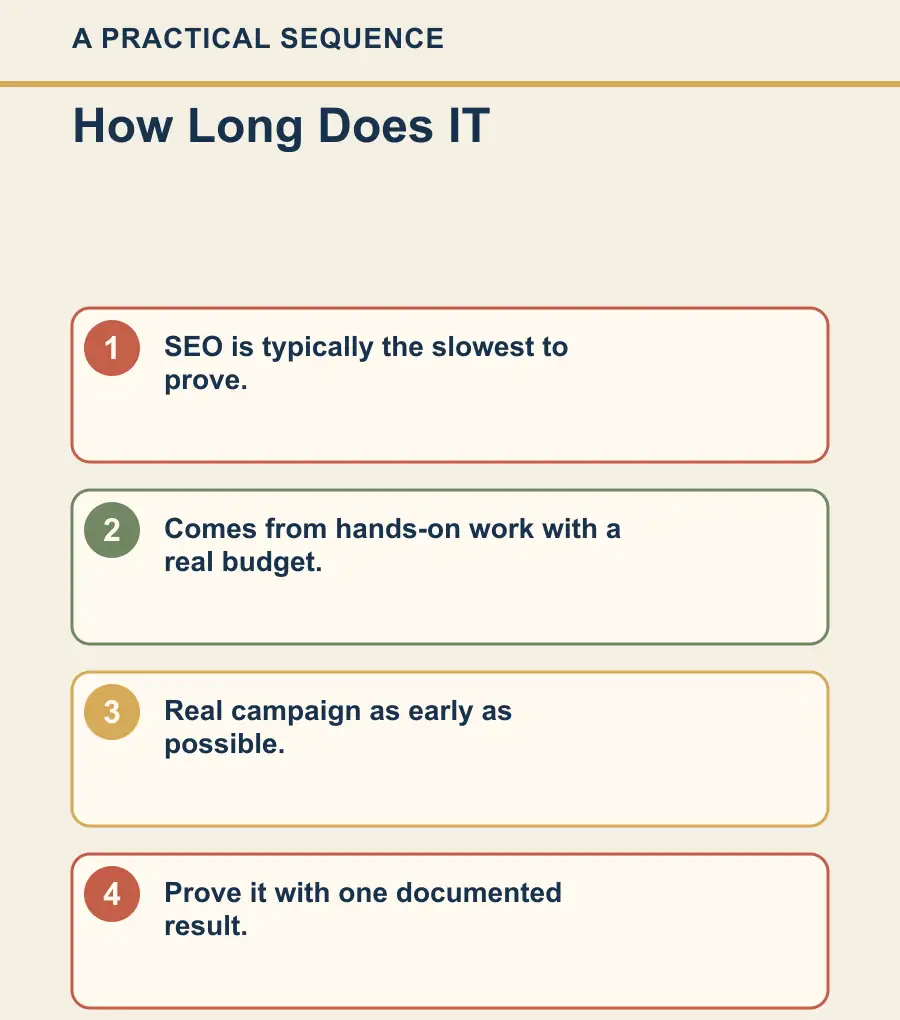 A PRACTICAL SEQUENCE
How Long Does IT
1
SEO is typically the slowest to
prove.
2
Comes from hands-on work with a
real budget.
3
Real campaign as early as
possible.
4
Prove it with one documented
result.